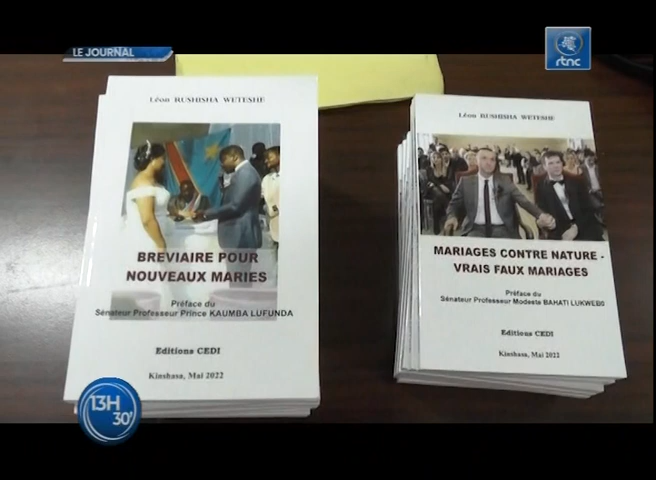 LE JOURNAL
rtnc
Léon RUSHISHA WETESHE
BREVIAIRE POUR
NOUVEAUX MARIES
Préface du
Sénateur Professeur Prince KAUMBA LUFUNDA
Editions CEDI
Kinshasa, Mai 2022
Léon RUSHISHA WETESHE
MARIAGES CONTRE NATURE -
VRAIS FAUX MARIAGES
Préface du
Sénateur Professeur Modeste BAHATI LUKWEBO
Editions CEDI
Kinshasa, Mai 2022
13H
30'